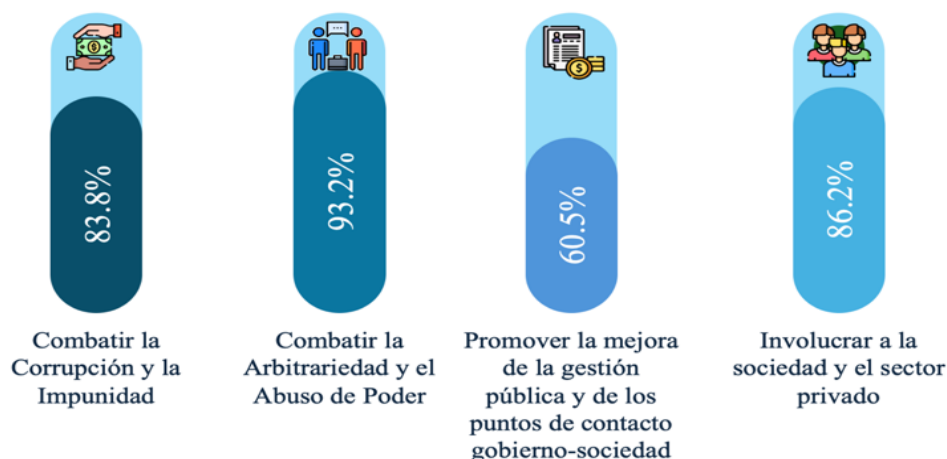 83.8%
93.2%
60.5%
86.2%
Combatir la
Corrupción y la
Impunidad
Combatir la
Arbitrariedad y el
Abuso de Poder
Promover la mejora
de la gestión
pública y de los
puntos de contacto
gobierno-sociedad
Involucrar a la
sociedad y el sector
privado